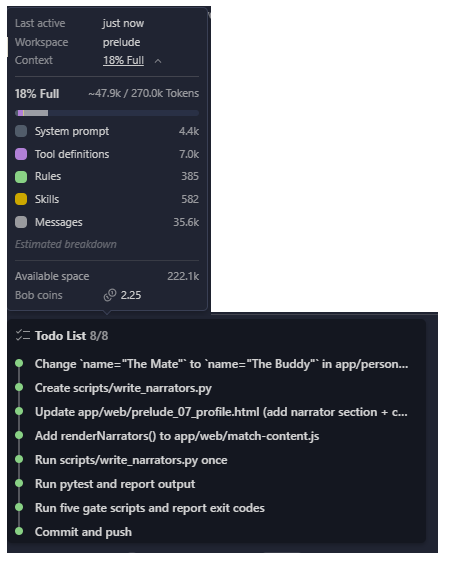 Last active just now
Workspace prelude
Context 18% Full
18% Full ~47.9k / 270.0k Tokens
System prompt 4.4k
Tool definitions 7.0k
Rules 385
Skills 582
Messages 35.6k
Estimated breakdown
Available space 222.1k
Bob coins 2.25
Todo List 8/8
Change `name="The Mate"` to `name="The Buddy"` in app/person...
Create scripts/write_narrators.py
Update app/web/prelude_07_profile.html (add narrator section + c...
Add renderNarrators() to app/web/match-content.js
Run scripts/write_narrators.py once
Run pytest and report output
Run five gate scripts and report exit codes
Commit and push